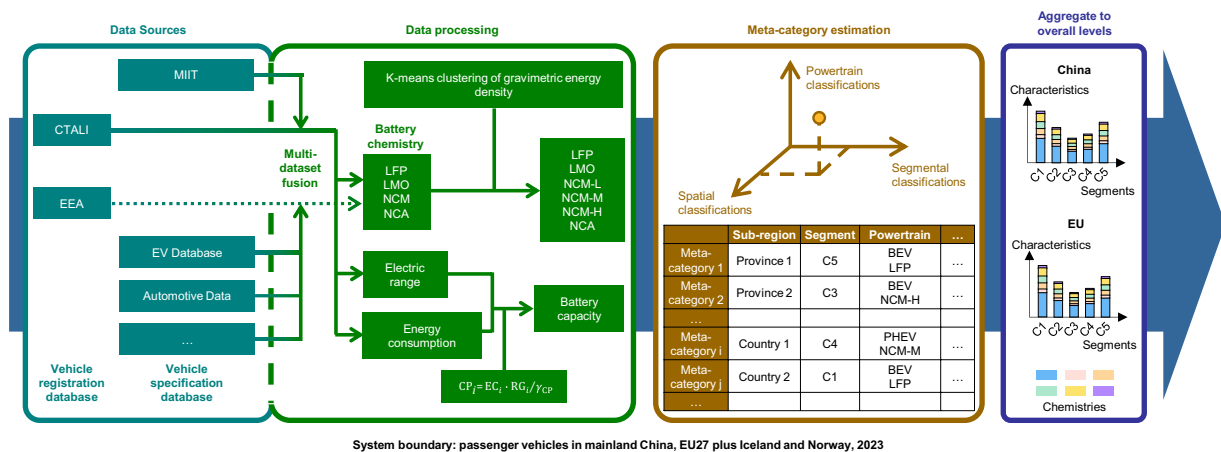 Data Sources
MIIT
CTALI
EEA
EV Database
Automotive Data
...
Vehicle
registration
database
Vehicle
specification
database
Data processing
K-means clustering of gravimetric energy
density
Multi-
dataset
fusion
Battery
chemistry
LFP
LMO
NCM
NCA
LFP
LMO
NCM-L
NCM-M
NCM-H
NCA
Electric
range
Energy
consumption
Battery
capacity
CP_I=EC_i · RG_i/γ_CP
Meta-category estimation
Powertrain
classifications
Segmental classifications
Spatial
classifications
Sub-region Segment Powertrain ...
Meta-
category 1 Province 1 C5 BEV
LFP ...
Meta-
category 2 Province 2 C3 BEV
NCM-H ...
...
Meta-
category i Country 1 C4 PHEV
NCM-M ...
Meta-
category j Country 2 C1 BEV
LFP ...
...
Aggregate to
overall levels
China
Characteristics
C1 C2 C3 C4 C5
Segments
EU
Characteristics
C1 C2 C3 C4 C5
Segments
Chemistries
System boundary: passenger vehicles in mainland China, EU27 plus Iceland and Norway, 2023